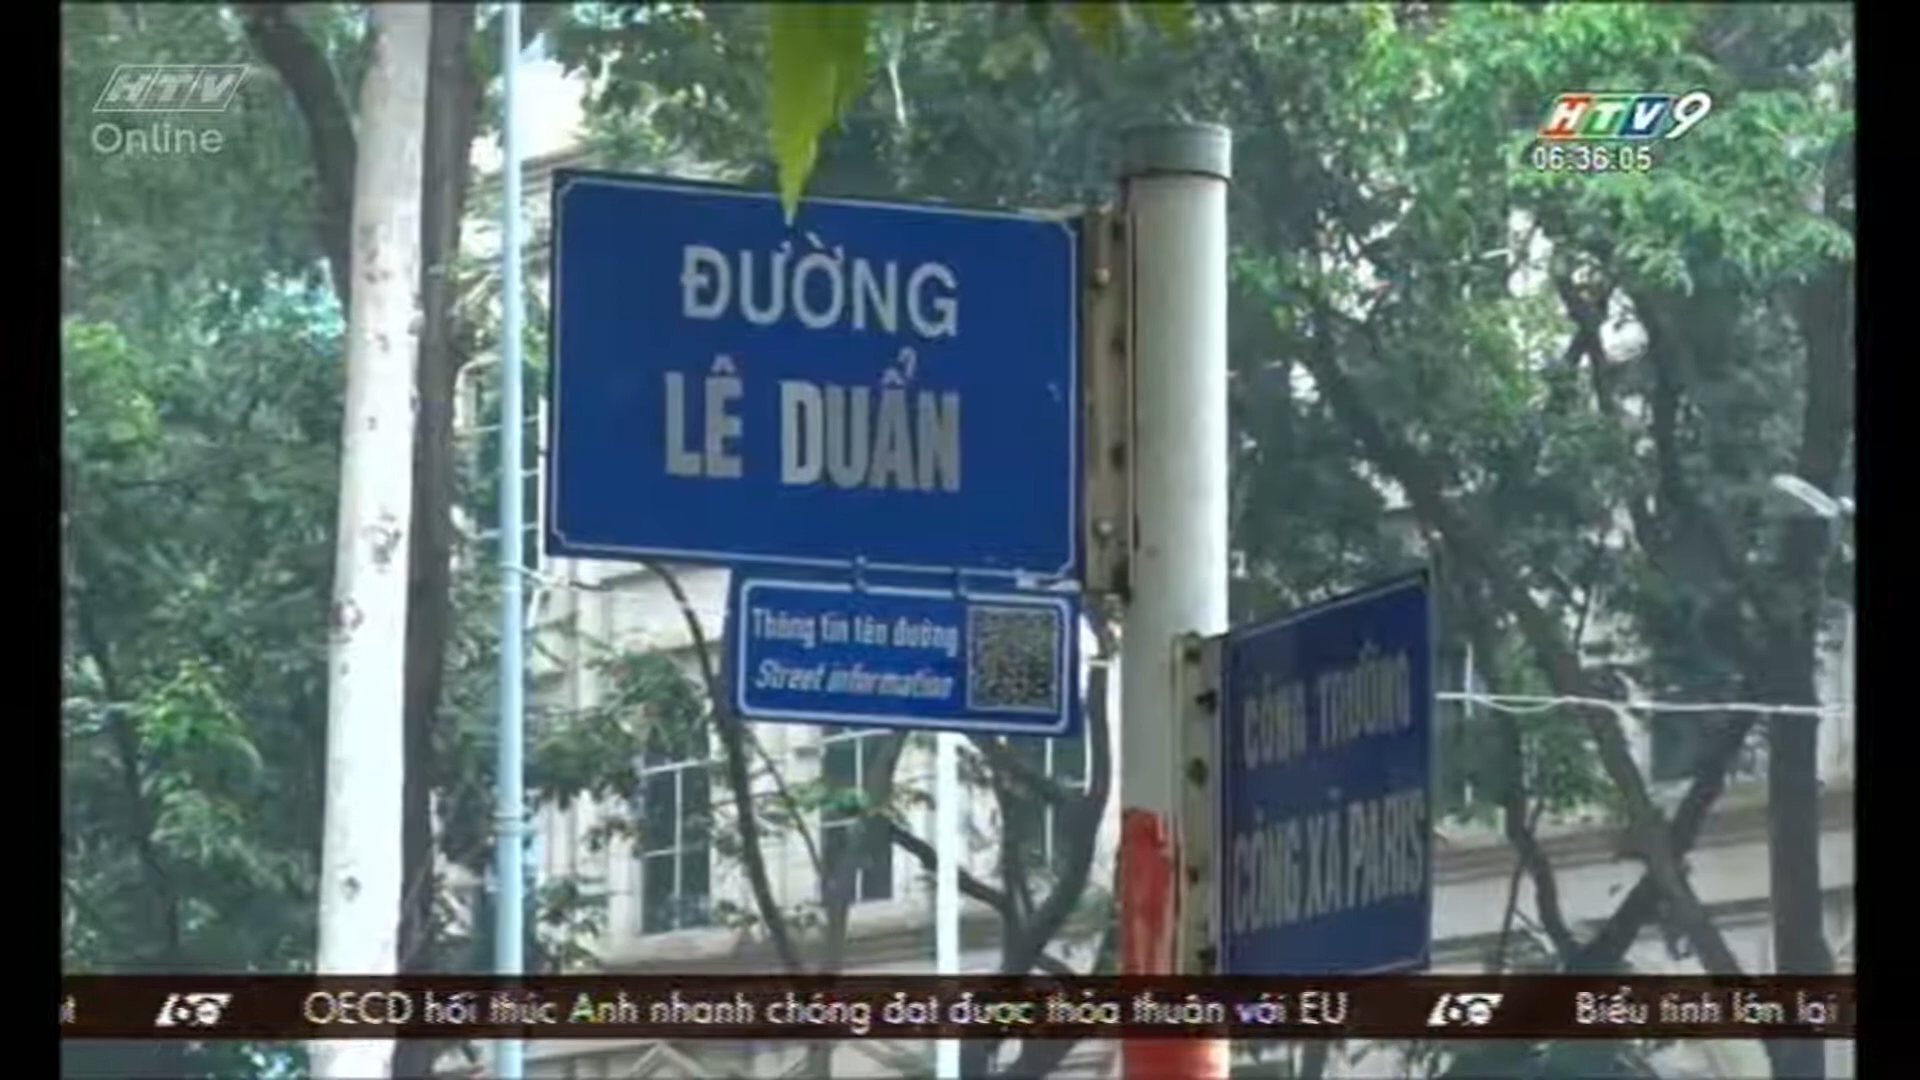 HTV
Online
HTV9
06:36:05
ĐƯỜNG
LÊ DUẨN
Thông tin tên đường
Street information
CÔNG TRƯỜNG
CÔNG XÃ PARIS
OECD hối thúc Anh nhanh chóng đạt được thỏa thuận với EU
Biểu tình lớn tại